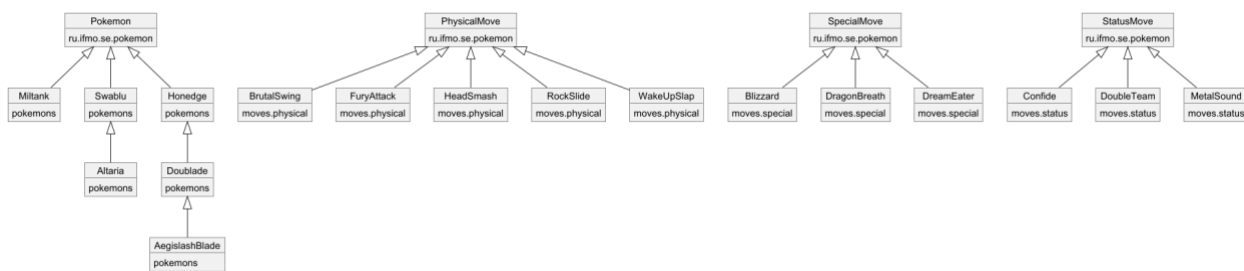 Pokemon
ru.ifmo.se.pokemon
PhysicalMove
ru.ifmo.se.pokemon
SpecialMove
ru.ifmo.se.pokemon
StatusMove
ru.ifmo.se.pokemon
Miltank
pokemons
Swablu
pokemons
Honedge
pokemons
BrutalSwing
moves.physical
FuryAttack
moves.physical
HeadSmash
moves.physical
RockSlide
moves.physical
WakeUpSlap
moves.physical
Blizzard
moves.special
DragonBreath
moves.special
DreamEater
moves.special
Confide
moves.status
DoubleTeam
moves.status
MetalSound
moves.status
Altaria
pokemons
Doublade
pokemons
AegislashBlade
pokemons